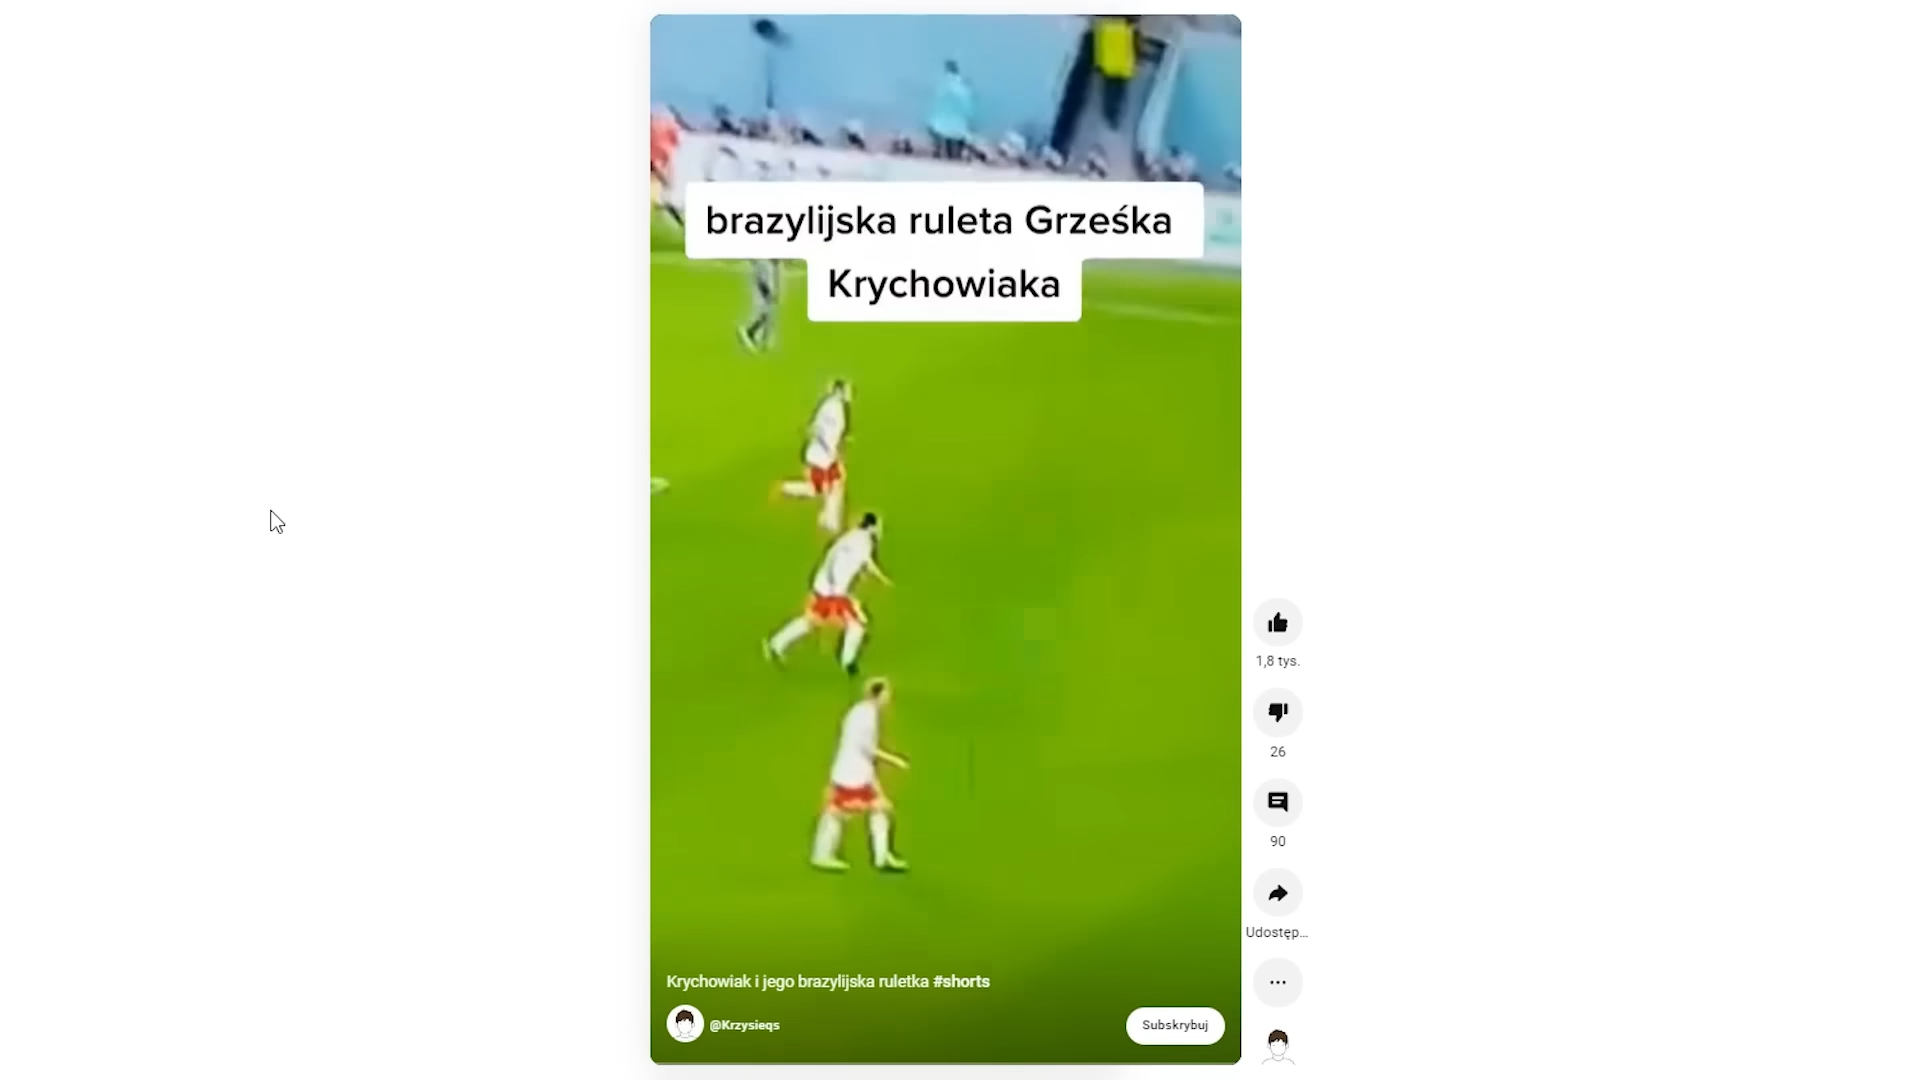 brazylijska ruleta Grześka
Krychowiaka
1,8 tys.
26
90
Udostęp...
Krychowiak i jego brazylijska ruletka #shorts
@Krzysieqs
Subskrybuj